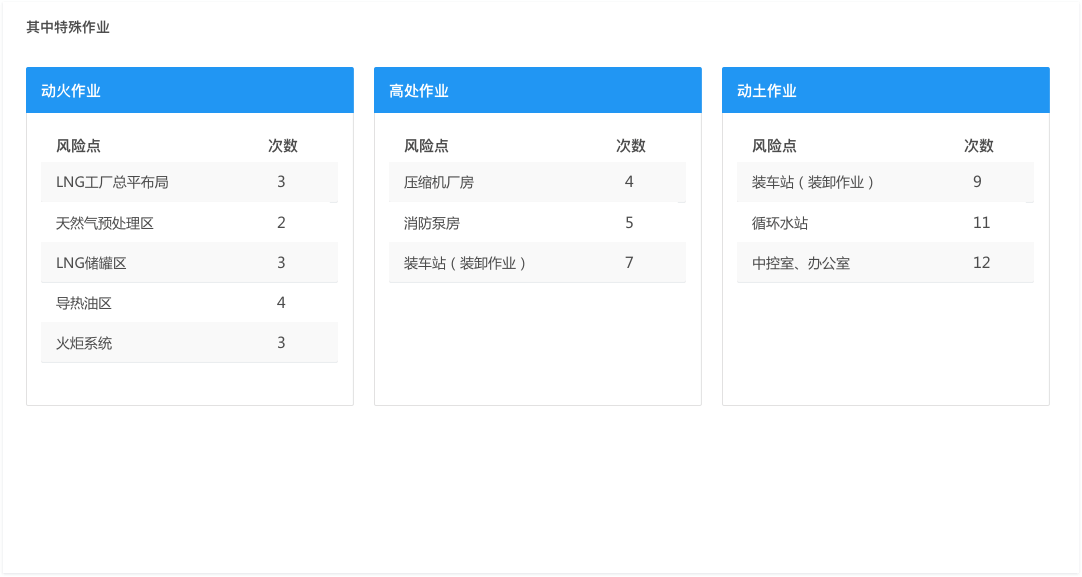 其中特殊作业
动火作业
风险点 次数
LNG工厂总平布局 3
天然气预处理区 2
LNG储罐区 3
导热油区 4
火炬系统 3
高处作业
风险点 次数
压缩机厂房 4
消防泵房 5
装车站（装卸作业） 7
动土作业
风险点 次数
装车站（装卸作业） 9
循环水站 11
中控室、办公室 12